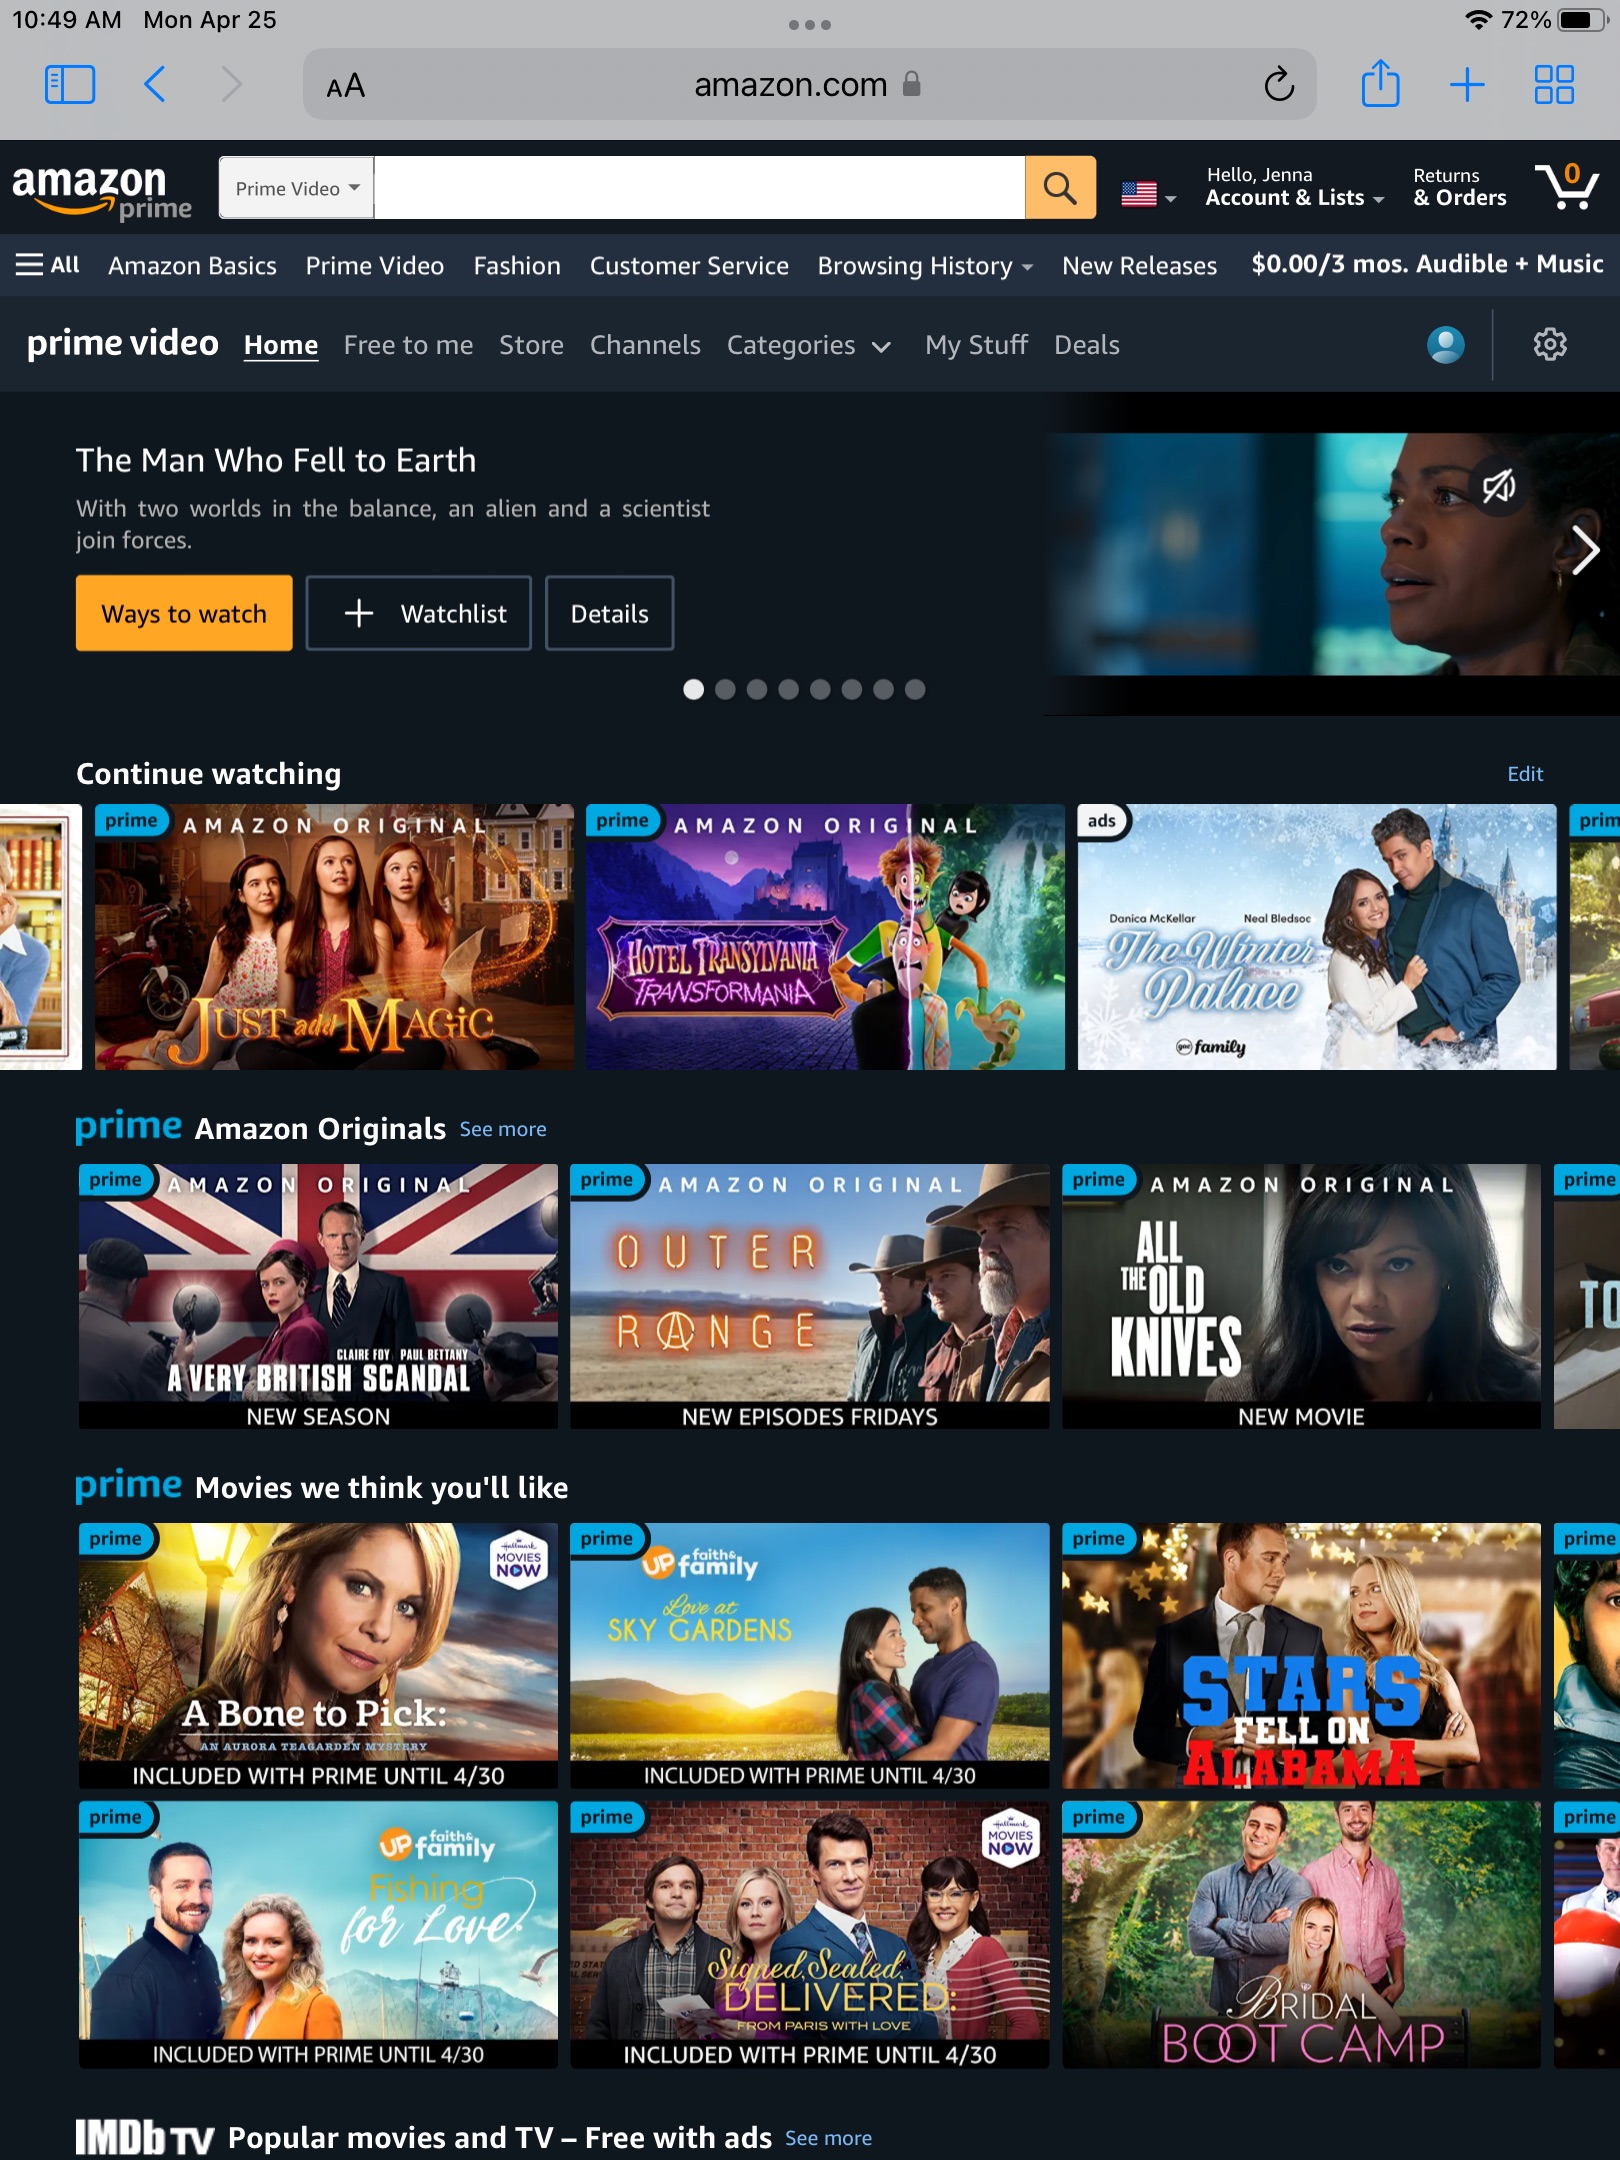 10:49 AM Mon Apr 25
72%
AA
amazon.com
amazon prime
Prime Video
Hello, Jenna
Account & Lists
Returns
& Orders
0
All Amazon Basics Prime Video Fashion Customer Service Browsing History New Releases $0.00/3 mos. Audible + Music
prime video Home Free to me Store Channels Categories My Stuff Deals
The Man Who Fell to Earth
With two worlds in the balance, an alien and a scientist
join forces.
Ways to watch
Watchlist
Details
Continue watching
Edit
prime
AMAZON ORIGINAL
JUST add MAGIC
prime
AMAZON ORIGINAL
HOTEL TRANSYLVANIA
TRANSFORMANIA
ads
Danica McKellar Neal Bledsoe
The Winter
Palace
gac family
prim
prime Amazon Originals See more
prime
AMAZON ORIGINAL
CLAIRE FOY PAUL BETTANY
A VERY BRITISH SCANDAL
NEW SEASON
prime
AMAZON ORIGINAL
OUTER
RANGE
NEW EPISODES FRIDAYS
prime
AMAZON ORIGINAL
ALL
THE OLD
KNIVES
NEW MOVIE
prime
TO
prime Movies we think you'll like
prime
Hallmark
MOVIES
NOW
A Bone to Pick:
AN AURORA TEAGARDEN MYSTERY
INCLUDED WITH PRIME UNTIL 4/30
prime
UP faith&
family
Love at
SKY GARDENS
INCLUDED WITH PRIME UNTIL 4/30
prime
STARS
FELL ON
ALABAMA
prime
prime
UP faith&
family
Fishing
for Love
INCLUDED WITH PRIME UNTIL 4/30
prime
Hallmark
MOVIES
NOW
Signed, Sealed,
DELIVERED:
FROM PARIS WITH LOVE
INCLUDED WITH PRIME UNTIL 4/30
prime
BRIDAL
BOOT CAMP
prime
IMDb TV Popular movies and TV – Free with ads See more